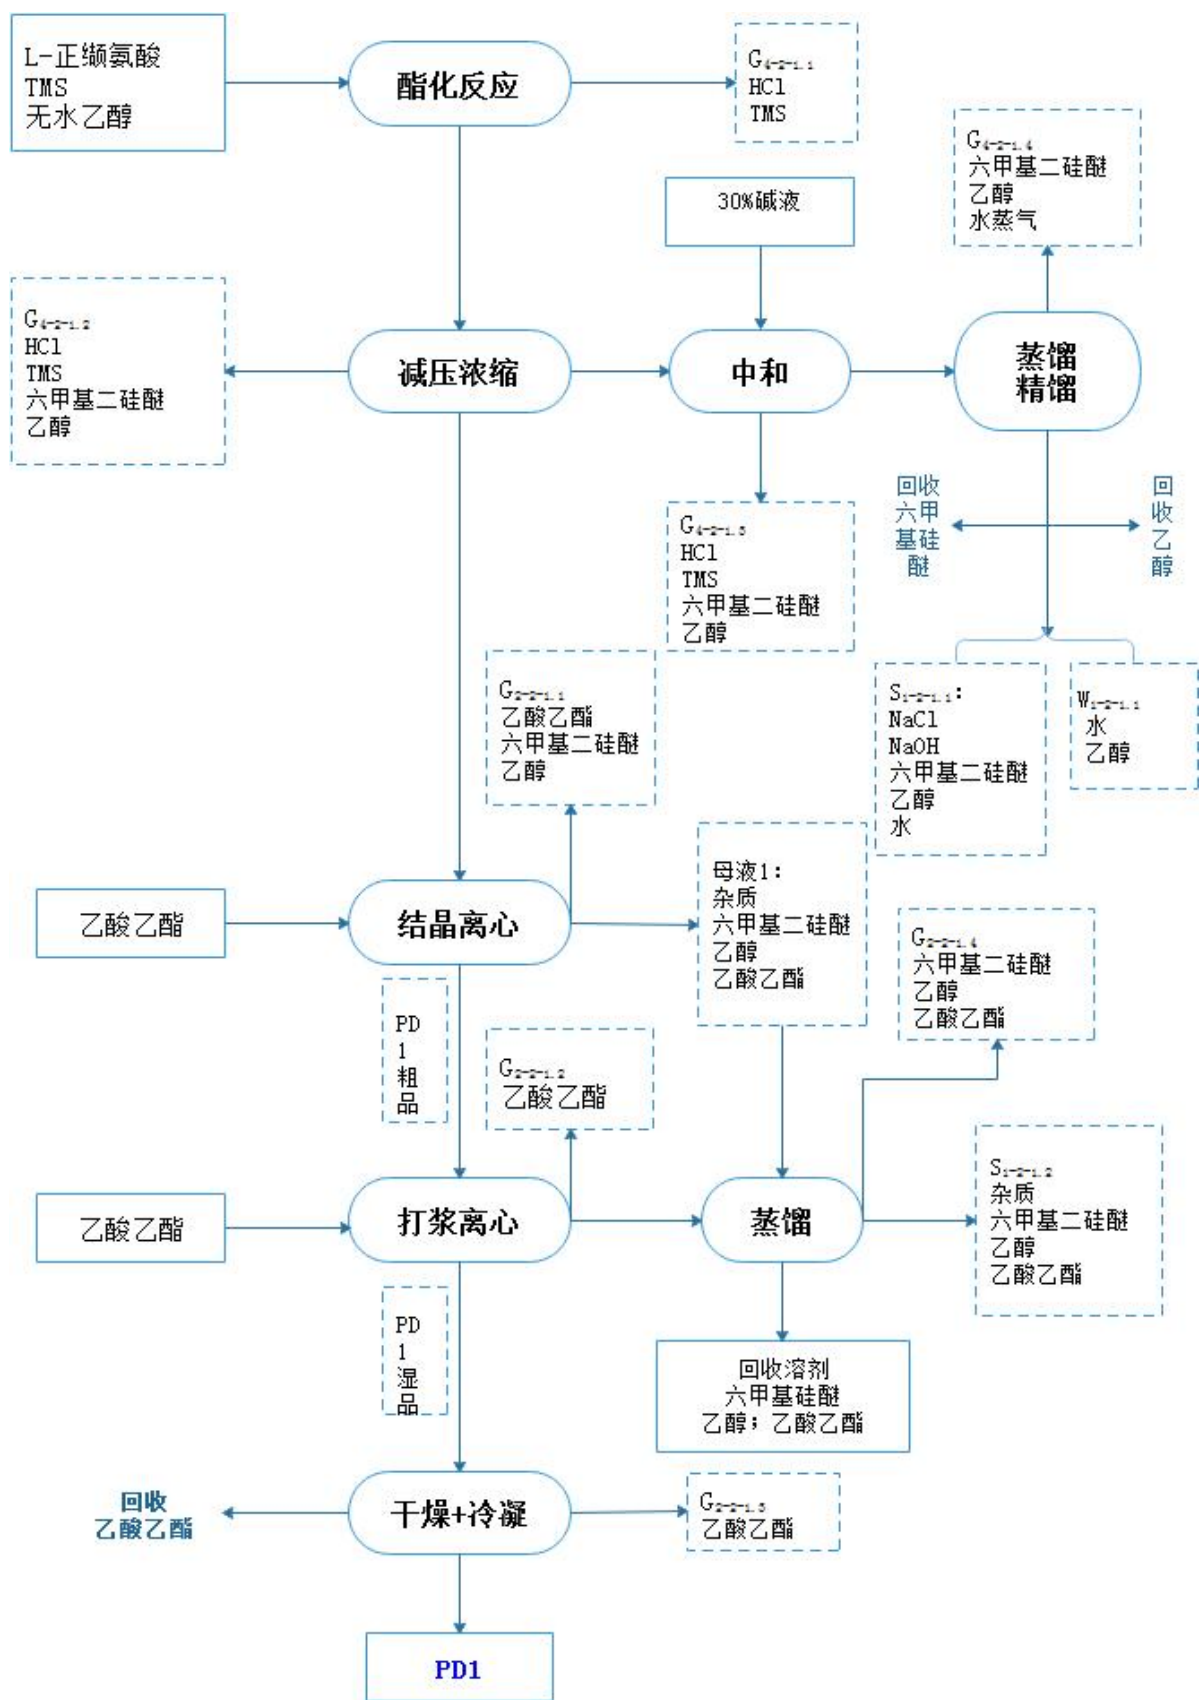 L-正缬氨酸
TMS
无水乙醇
酯化反应
G4-2-1.1
HCl
TMS
G4-2-1.4
六甲基二硅醚
乙醇
水蒸气
30%碱液
G4-2-1.2
HCl
TMS
六甲基二硅醚
乙醇
减压浓缩
中和
蒸馏
精馏
回收
六甲
基硅
醚
回
收
乙
醇
G4-2-1.3
HCl
TMS
六甲基二硅醚
乙醇
G2-2-1.1
乙酸乙酯
六甲基二硅醚
乙醇
S1-2-1.1:
NaCl
NaOH
六甲基二硅醚
乙醇
水
W1-2-1.1
水
乙醇
乙酸乙酯
结晶离心
母液1:
杂质
六甲基二硅醚
乙醇
乙酸乙酯
G2-2-1.4
六甲基二硅醚
乙醇
乙酸乙酯
PD
1
粗
品
G2-2-1.2
乙酸乙酯
乙酸乙酯
打浆离心
蒸馏
S1-2-1.2
杂质
六甲基二硅醚
乙醇
乙酸乙酯
PD
1
湿
品
回收溶剂
六甲基硅醚
乙醇；乙酸乙酯
回收
乙酸乙酯
干燥+冷凝
G2-2-1.3
乙酸乙酯
PD1